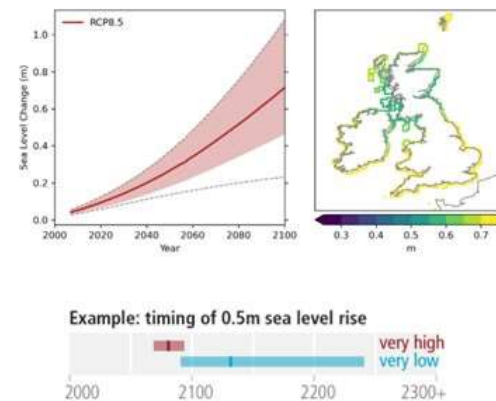 RCP8.5
Sea Level Change (m)
1.0
0.8
0.6
0.4
0.2
0.0
2000 2020 2040 2060 2080 2100
Year
0.3 0.4 0.5 0.6 0.7
m
Example: timing of 0.5m sea level rise
very high
very low
2000 2100 2200 2300+